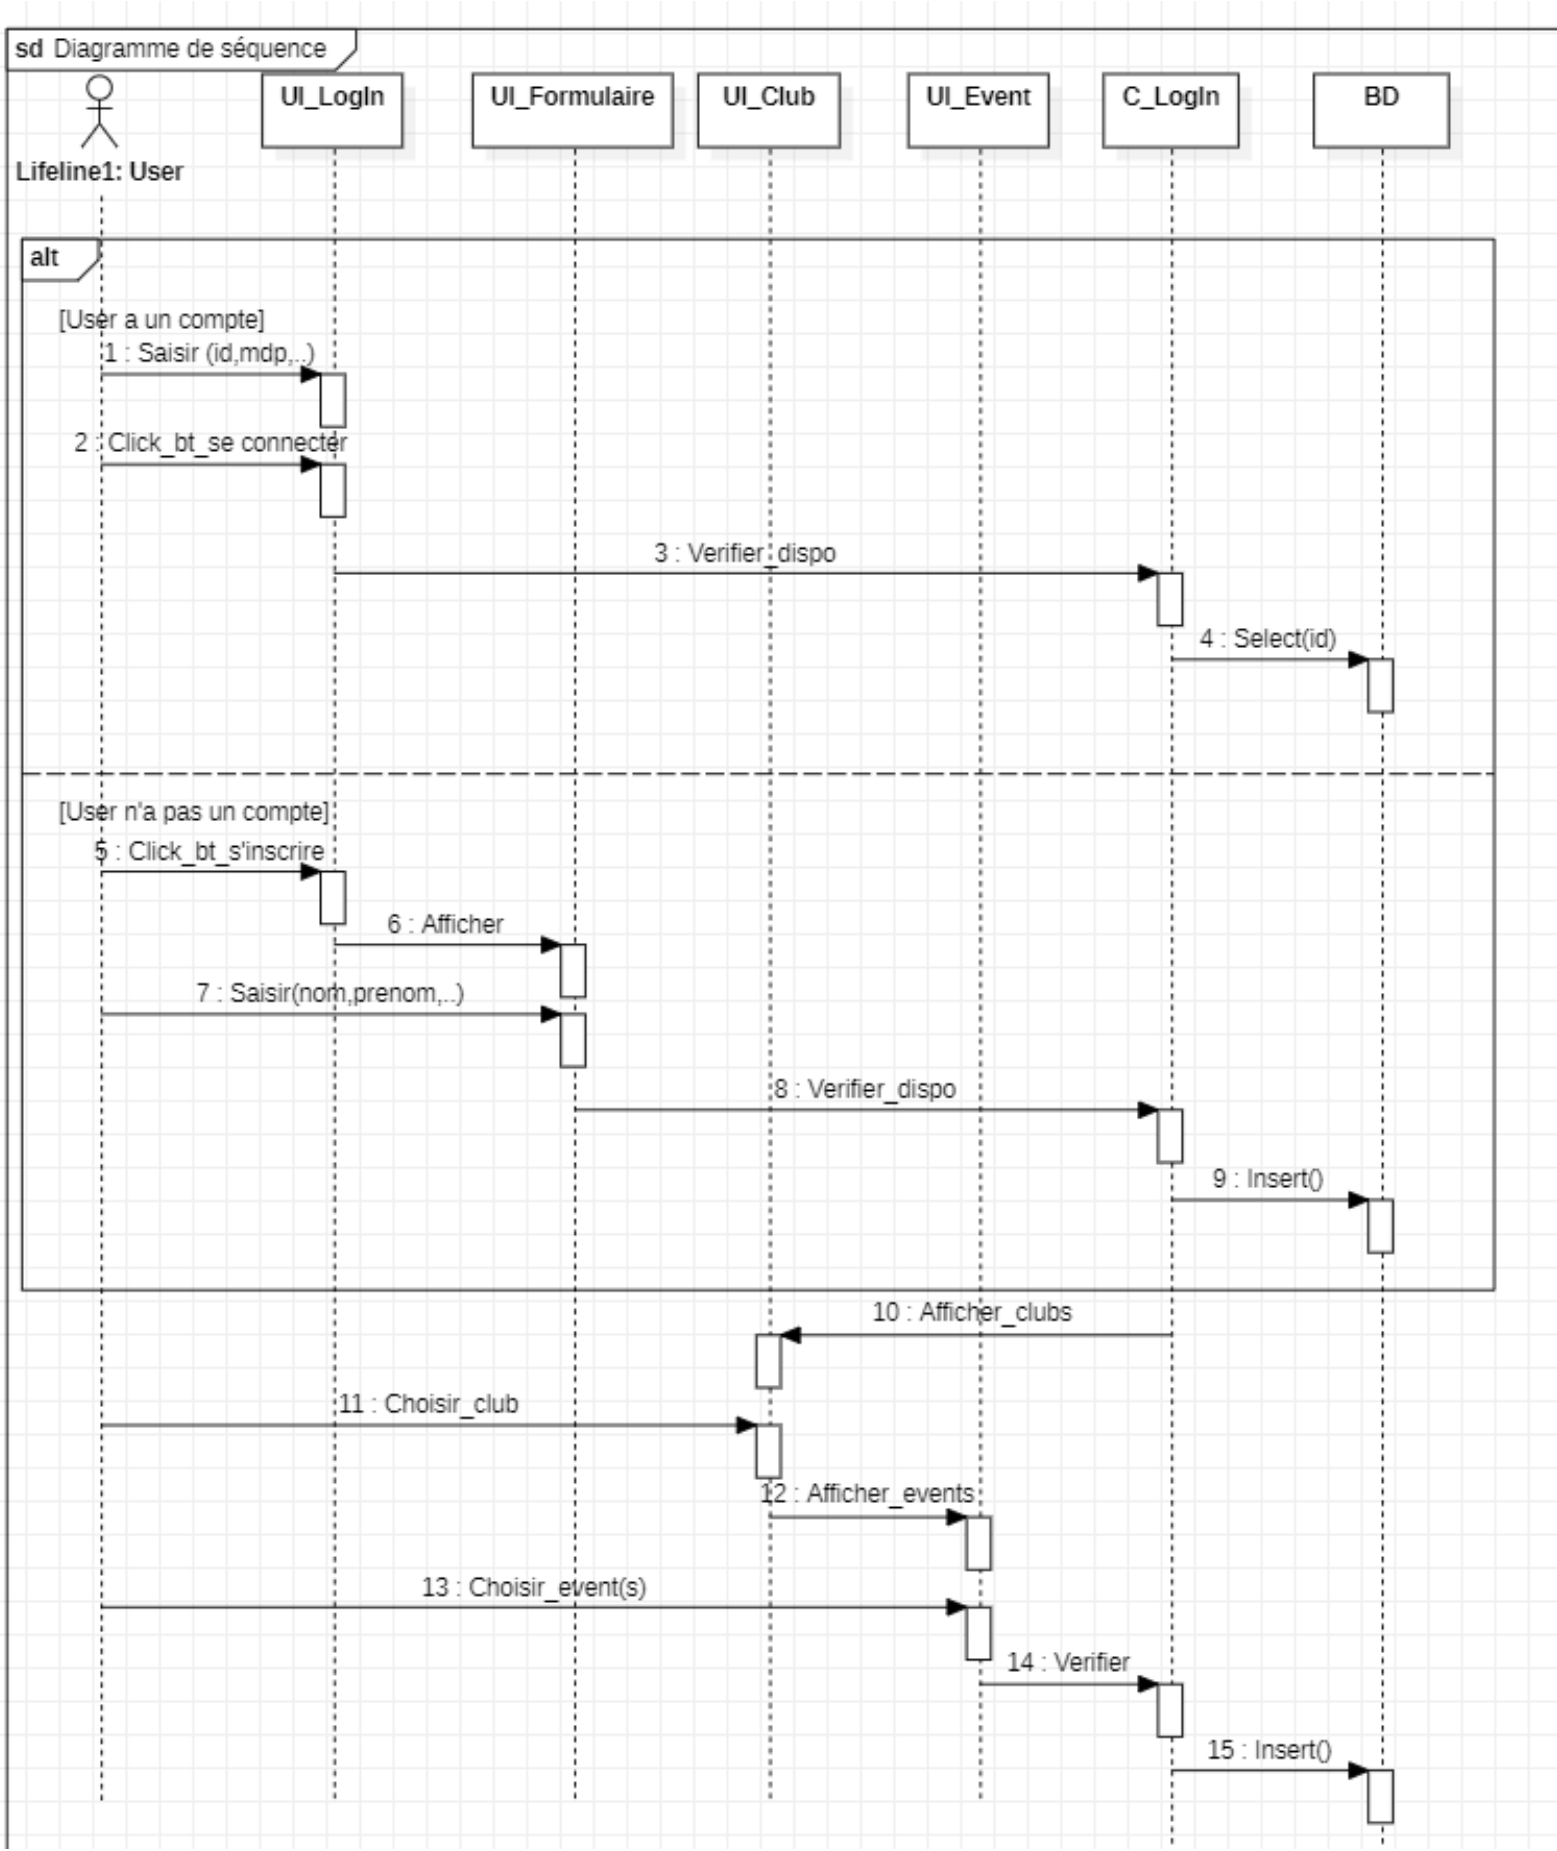 sd Diagramme de séquence
UI_LogIn
UI_Formulaire
UI_Club
UI_Event
C_LogIn
BD
Lifeline1: User
alt
[User a un compte]
1 : Saisir (id,mdp,..)
2 : Click_bt_se connecter
3 : Verifier_dispo
4 : Select(id)
[User n'a pas un compte]
5 : Click_bt_s'inscrire
6 : Afficher
7 : Saisir(nom,prenom,..)
8 : Verifier_dispo
9 : Insert()
10 : Afficher_clubs
11 : Choisir_club
12 : Afficher_events
13 : Choisir_event(s)
14 : Verifier
15 : Insert()